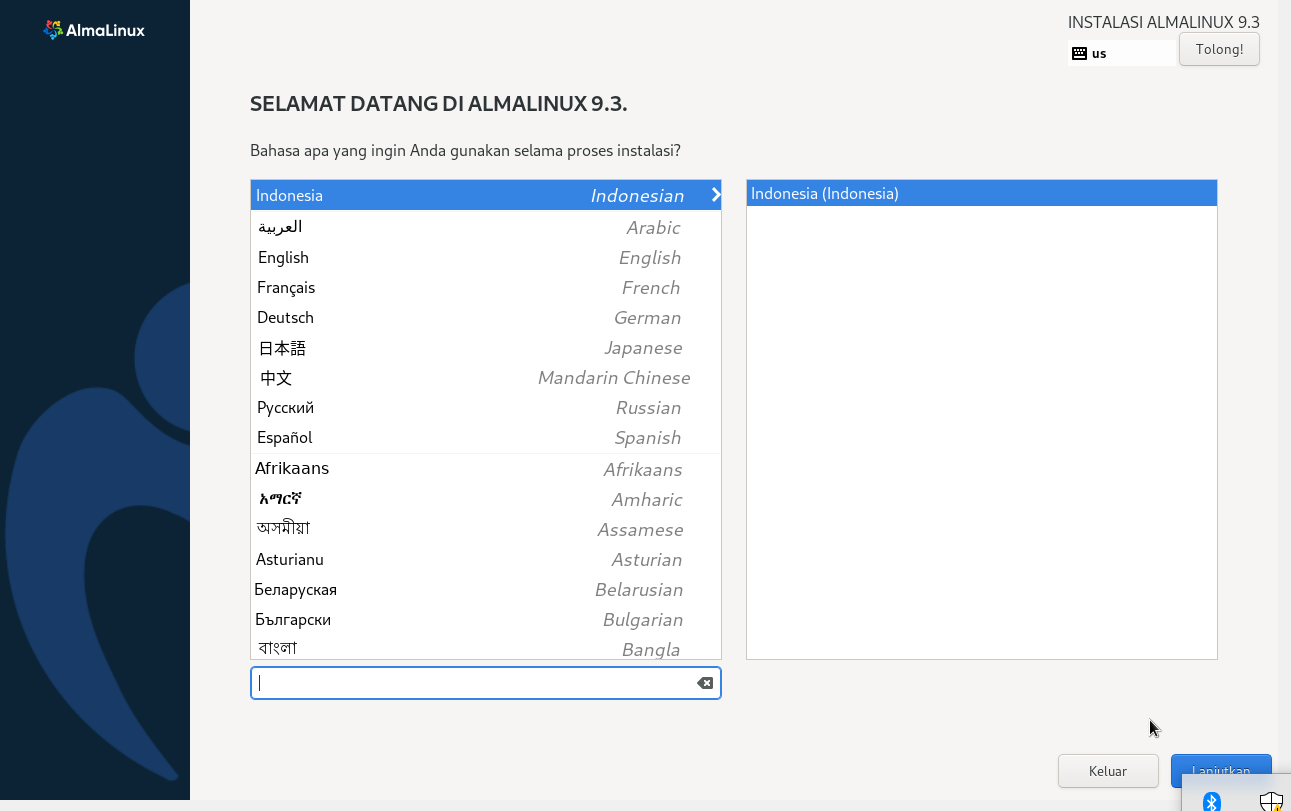 AlmaLinux
INSTALASI ALMALINUX 9.3
us
Tolong!
SELAMAT DATANG DI ALMALINUX 9.3.
Bahasa apa yang ingin Anda gunakan selama proses instalasi?
Indonesia Indonesian
Indonesia (Indonesia)
العربية Arabic
English English
Français French
Deutsch German
日本語 Japanese
中文 Mandarin Chinese
Русский Russian
Español Spanish
Afrikaans Afrikaans
አማርኛ Amharic
অসমীয়া Assamese
Asturianu Asturian
Беларуская Belarusian
Български Bulgarian
বাংলা Bangla
Keluar
Lanjutkan